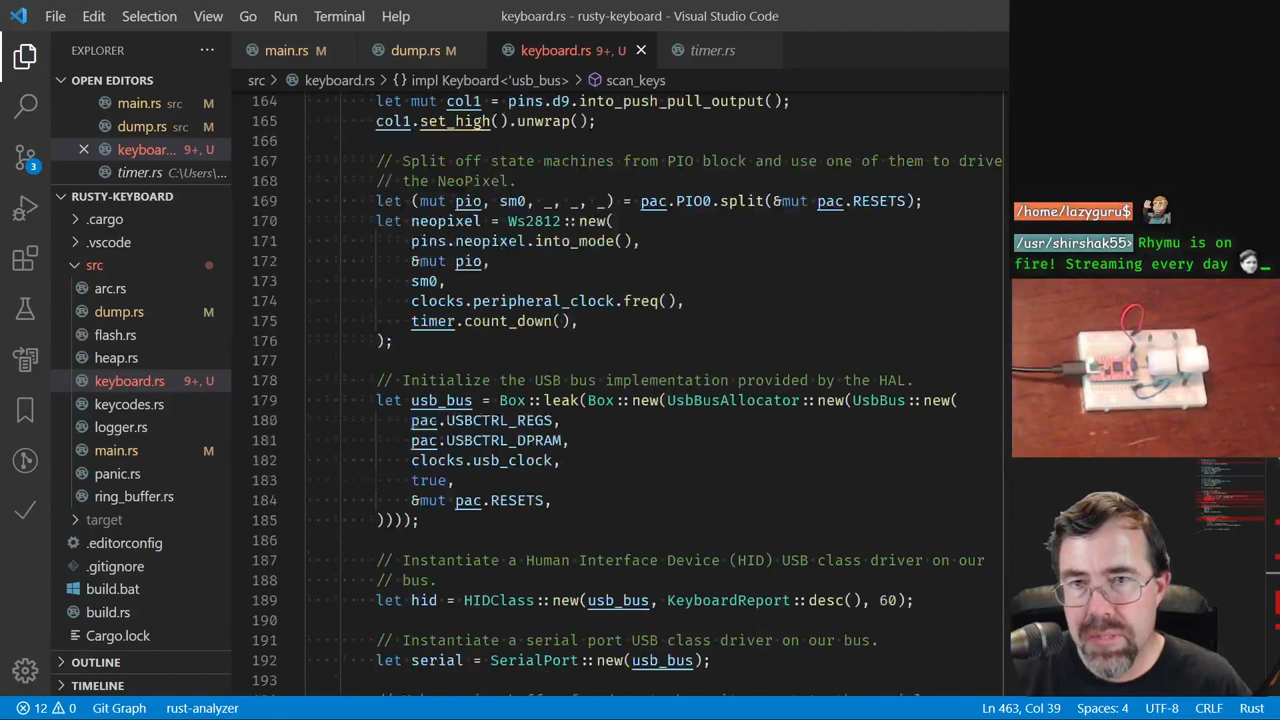 File Edit Selection View Go Run Terminal Help
keyboard.rs - rusty-keyboard - Visual Studio Code
EXPLORER
OPEN EDITORS
main.rs src M
dump.rs src M
keyboar... 9+, U
timer.rs C:\Users\...
RUSTY-KEYBOARD
.cargo
.vscode
src
arc.rs
dump.rs M
flash.rs
heap.rs
keyboard.rs 9+, U
keycodes.rs
logger.rs
main.rs M
panic.rs
ring_buffer.rs
target
.editorconfig
.gitignore
build.bat
build.rs
Cargo.lock
OUTLINE
TIMELINE
3
main.rs M
dump.rs M
keyboard.rs 9+, U
timer.rs
src > keyboard.rs > {} impl Keyboard<'usb_bus> > scan_keys
164 let mut col1 = pins.d9.into_push_pull_output();
165 col1.set_high().unwrap();
166
167 // Split off state machines from PIO block and use one of them to drive
168 // the NeoPixel.
169 let (mut pio, sm0, _, _, _) = pac.PIO0.split(&mut pac.RESETS);
170 let neopixel = Ws2812::new(
171 pins.neopixel.into_mode(),
172 &mut pio,
173 sm0,
174 clocks.peripheral_clock.freq(),
175 timer.count_down(),
176 );
177
178 // Initialize the USB bus implementation provided by the HAL.
179 let usb_bus = Box::leak(Box::new(UsbBusAllocator::new(UsbBus::new(
180 pac.USBCTRL_REGS,
181 pac.USBCTRL_DPRAM,
182 clocks.usb_clock,
183 true,
184 &mut pac.RESETS,
185 ))));
186
187 // Instantiate a Human Interface Device (HID) USB class driver on our
188 // bus.
189 let hid = HIDClass::new(usb_bus, KeyboardReport::desc(), 60);
190
191 // Instantiate a serial port USB class driver on our bus.
192 let serial = SerialPort::new(usb_bus);
193
/home/lazyguru$
/usr/shirshak55> Rhymu is on
fire! Streaming every day
12 0 Git Graph rust-analyzer
Ln 463, Col 39 Spaces: 4 UTF-8 CRLF Rust